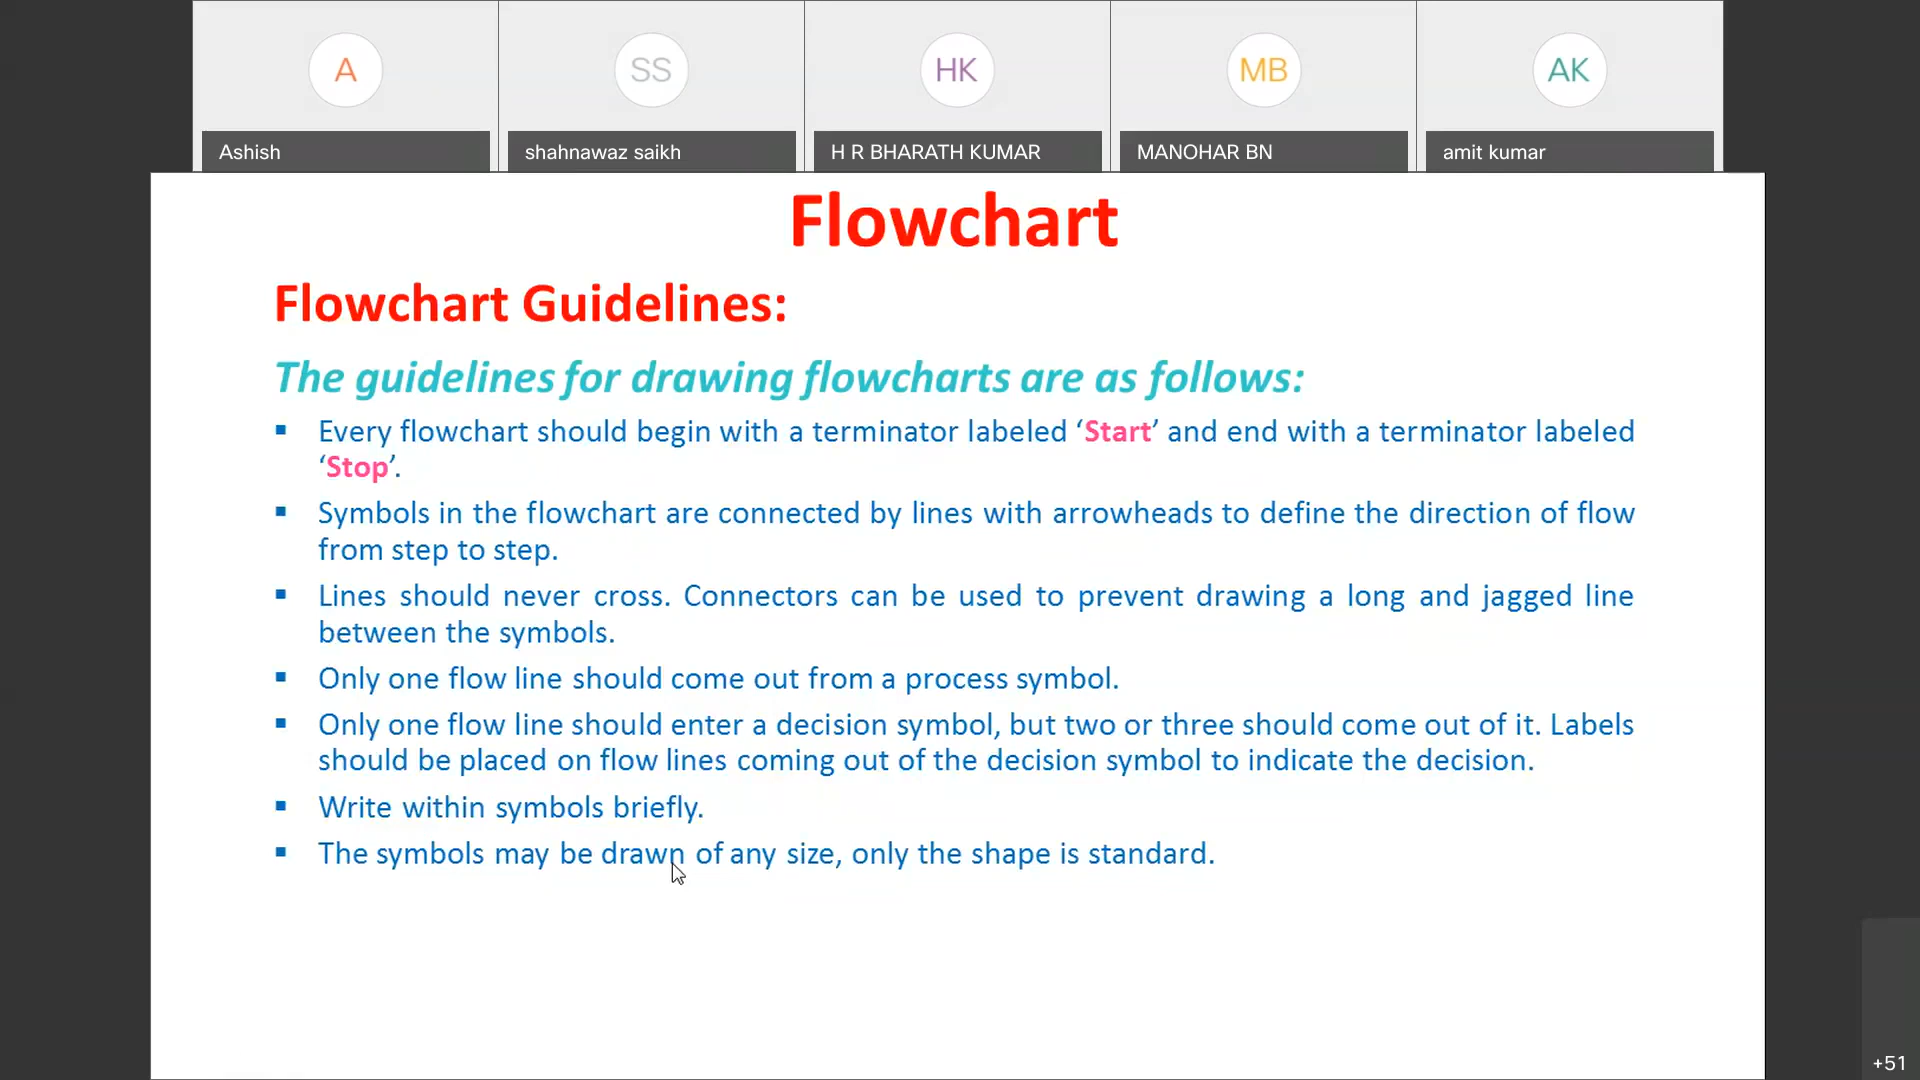 A
SS
HK
MB
AK
Ashish
shahnawaz saikh
H R BHARATH KUMAR
MANOHAR BN
amit kumar
Flowchart
Flowchart Guidelines:
The guidelines for drawing flowcharts are as follows:
▪ Every flowchart should begin with a terminator labeled ‘Start’ and end with a terminator labeled
‘Stop’.
▪ Symbols in the flowchart are connected by lines with arrowheads to define the direction of flow
from step to step.
▪ Lines should never cross. Connectors can be used to prevent drawing a long and jagged line
between the symbols.
▪ Only one flow line should come out from a process symbol.
▪ Only one flow line should enter a decision symbol, but two or three should come out of it. Labels
should be placed on flow lines coming out of the decision symbol to indicate the decision.
▪ Write within symbols briefly.
▪ The symbols may be drawn of any size, only the shape is standard.
+51